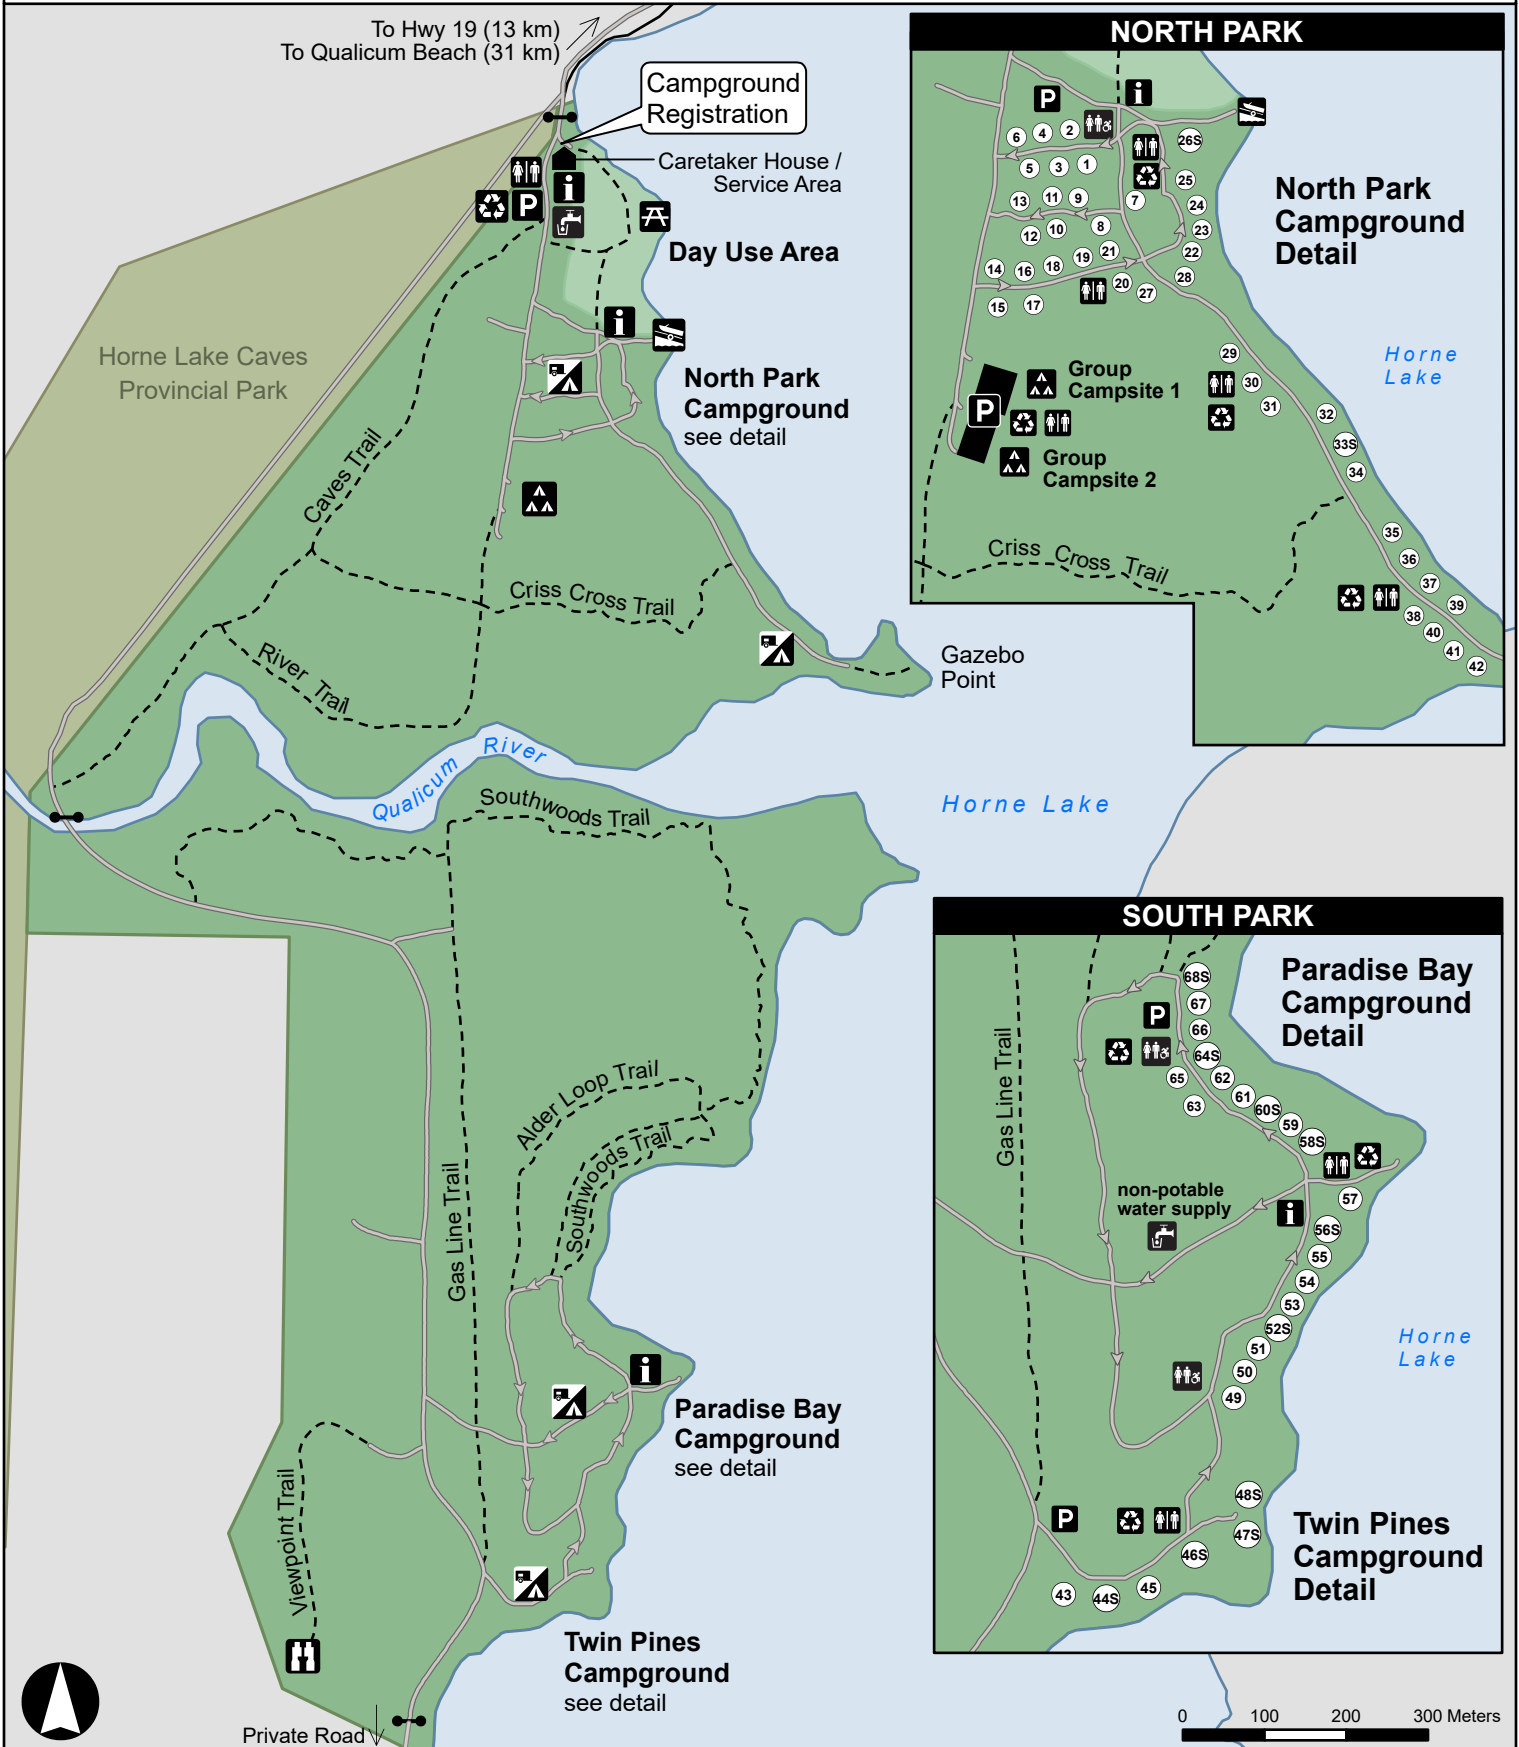 To Hwy 19 (13 km)
To Qualicum Beach (31 km)
Campground
Registration
Caretaker House /
Service Area
i
P
Day Use Area
Horne Lake Caves
Provincial Park
i
North Park
Campground
see detail
Caves Trail
Criss Cross Trail
River Trail
Gazebo
Point
Qualicum River
Horne Lake
Southwoods Trail
Alder Loop Trail
Southwoods Trail
Gas Line Trail
i
Paradise Bay
Campground
see detail
Viewpoint Trail
Twin Pines
Campground
see detail
Private Road
NORTH PARK
P
i
6 4 2
26S
5 3 1
25
13 11 9 7
24
12 10 8
23
14 16 18 19 21
22
15 17 20 27 28
North Park
Campground
Detail
Horne
Lake
29
30
31
32
33S
34
Group
Campsite 1
P
Group
Campsite 2
Criss Cross Trail
35
36
37
38
39
40
41
42
SOUTH PARK
Paradise Bay
Campground
Detail
68S
67
P
66
64S
65
62
63
61
60S
59
58S
57
Gas Line Trail
non-potable
water supply
i
56S
55
54
53
52S
51
50
49
Horne
Lake
48S
P
47S
46S
43
44S
45
Twin Pines
Campground
Detail
0 100 200 300 Meters